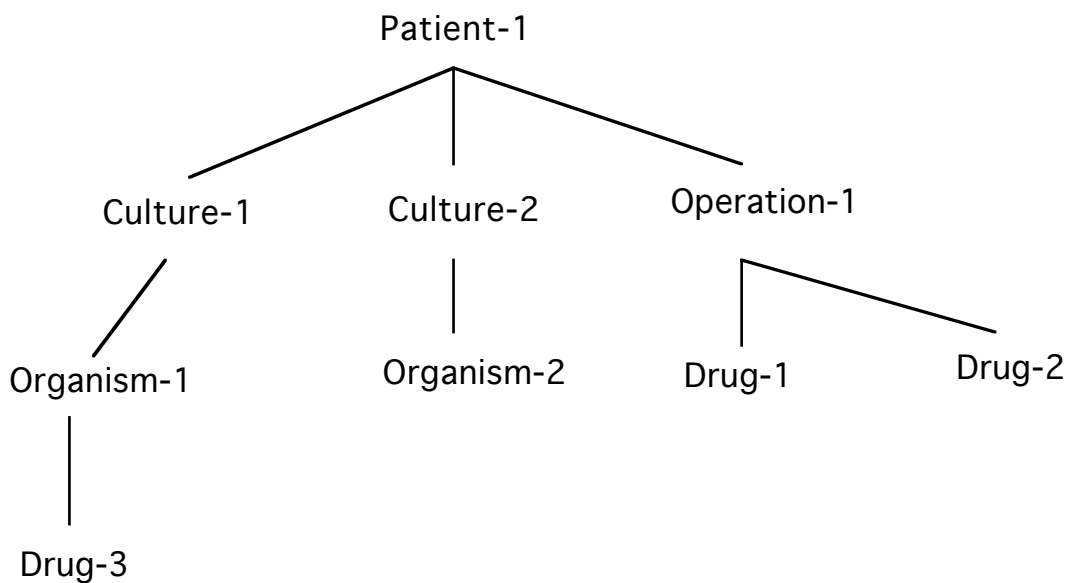 Patient-1
Culture-1
Culture-2
Operation-1
Organism-1
Organism-2
Drug-1
Drug-2
Drug-3